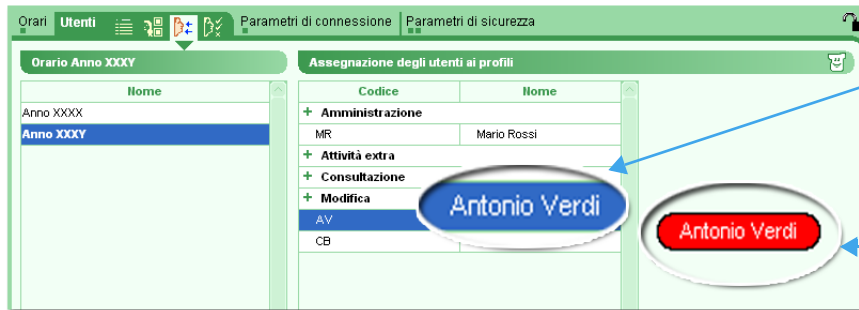 Orari Utenti Parametri di connessione Parametri di sicurezza
Orario Anno XXXY
Assegnazione degli utenti ai profili
Nome
Codice Nome
Anno XXXX
+ Amministrazione
Anno XXXY
MR Mario Rossi
+ Attività extra
+ Consultazione
+ Modifica
Antonio Verdi
AV
Antonio Verdi
CB